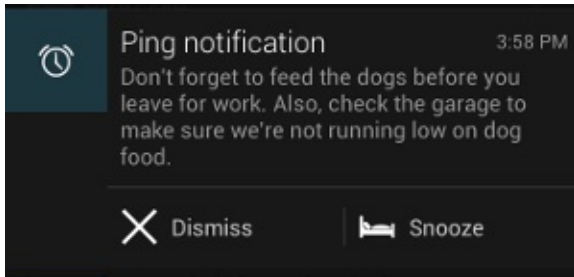 Ping notification 3:58 PM
Don't forget to feed the dogs before you
leave for work. Also, check the garage to
make sure we're not running low on dog
food.
Dismiss Snooze